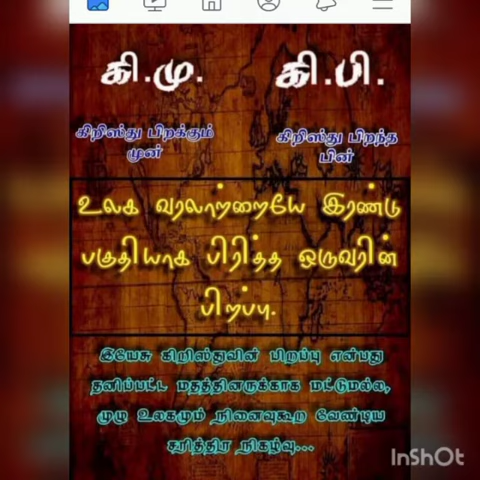 கி.மு. கி.பி.
கிறிஸ்து பிறக்கும் முன்
கிறிஸ்து பிறந்த பின்
உலக வரலாற்றையே இரண்டு
பகுதியாக பிரித்த ஒருவரின்
பிறப்பு.
இயேசு கிறிஸ்துவின் பிறப்பு என்பது
தனிப்பட்ட மதத்தினருக்காக மட்டுமல்ல,
முழு உலகமும் நினைவுகூற வேண்டிய
சரித்திர நிகழ்வு...
InShOt